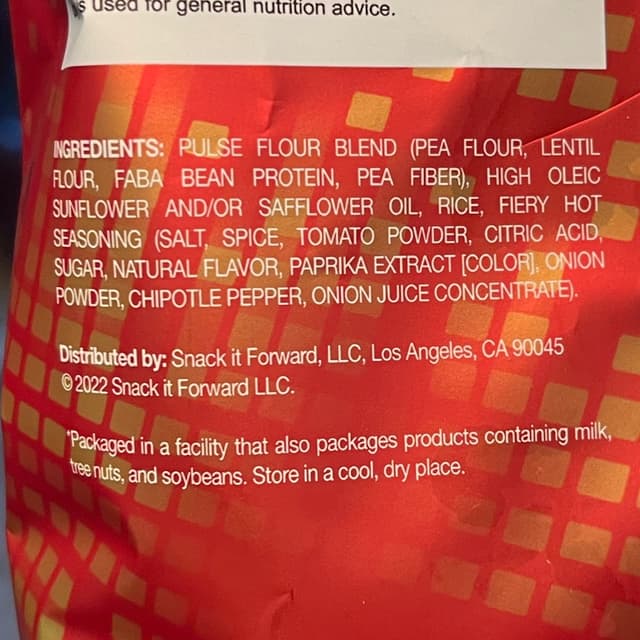 is used for general nutrition advice.
INGREDIENTS: PULSE FLOUR BLEND (PEA FLOUR, LENTIL
FLOUR, FABA BEAN PROTEIN, PEA FIBER), HIGH OLEIC
SUNFLOWER AND/OR SAFFLOWER OIL, RICE, FIERY HOT
SEASONING (SALT, SPICE, TOMATO POWDER, CITRIC ACID,
SUGAR, NATURAL FLAVOR, PAPRIKA EXTRACT [COLOR], ONION
POWDER, CHIPOTLE PEPPER, ONION JUICE CONCENTRATE).
Distributed by: Snack it Forward, LLC, Los Angeles, CA 90045
© 2022 Snack it Forward LLC.
*Packaged in a facility that also packages products containing milk,
tree nuts, and soybeans. Store in a cool, dry place.